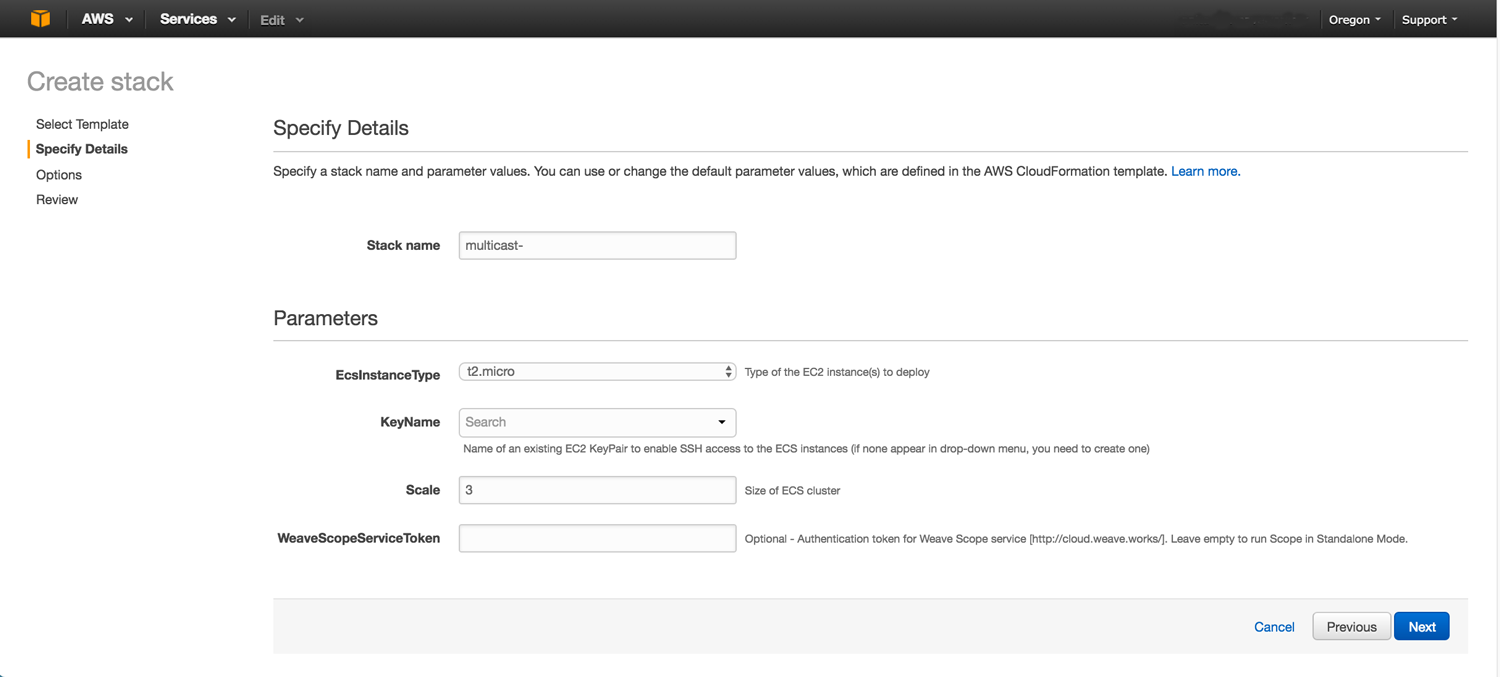 AWS Services Edit Oregon Support
Create stack
Select Template
Specify Details
Options
Review
Specify Details
Specify a stack name and parameter values. You can use or change the default parameter values, which are defined in the AWS CloudFormation template. Learn more.
Stack name multicast-
Parameters
EcsInstanceType t2.micro Type of the EC2 instance(s) to deploy
KeyName Search
Name of an existing EC2 KeyPair to enable SSH access to the ECS instances (if none appear in drop-down menu, you need to create one)
Scale 3 Size of ECS cluster
WeaveScopeServiceToken Optional - Authentication token for Weave Scope service [http://cloud.weave.works/]. Leave empty to run Scope in Standalone Mode.
Cancel Previous Next